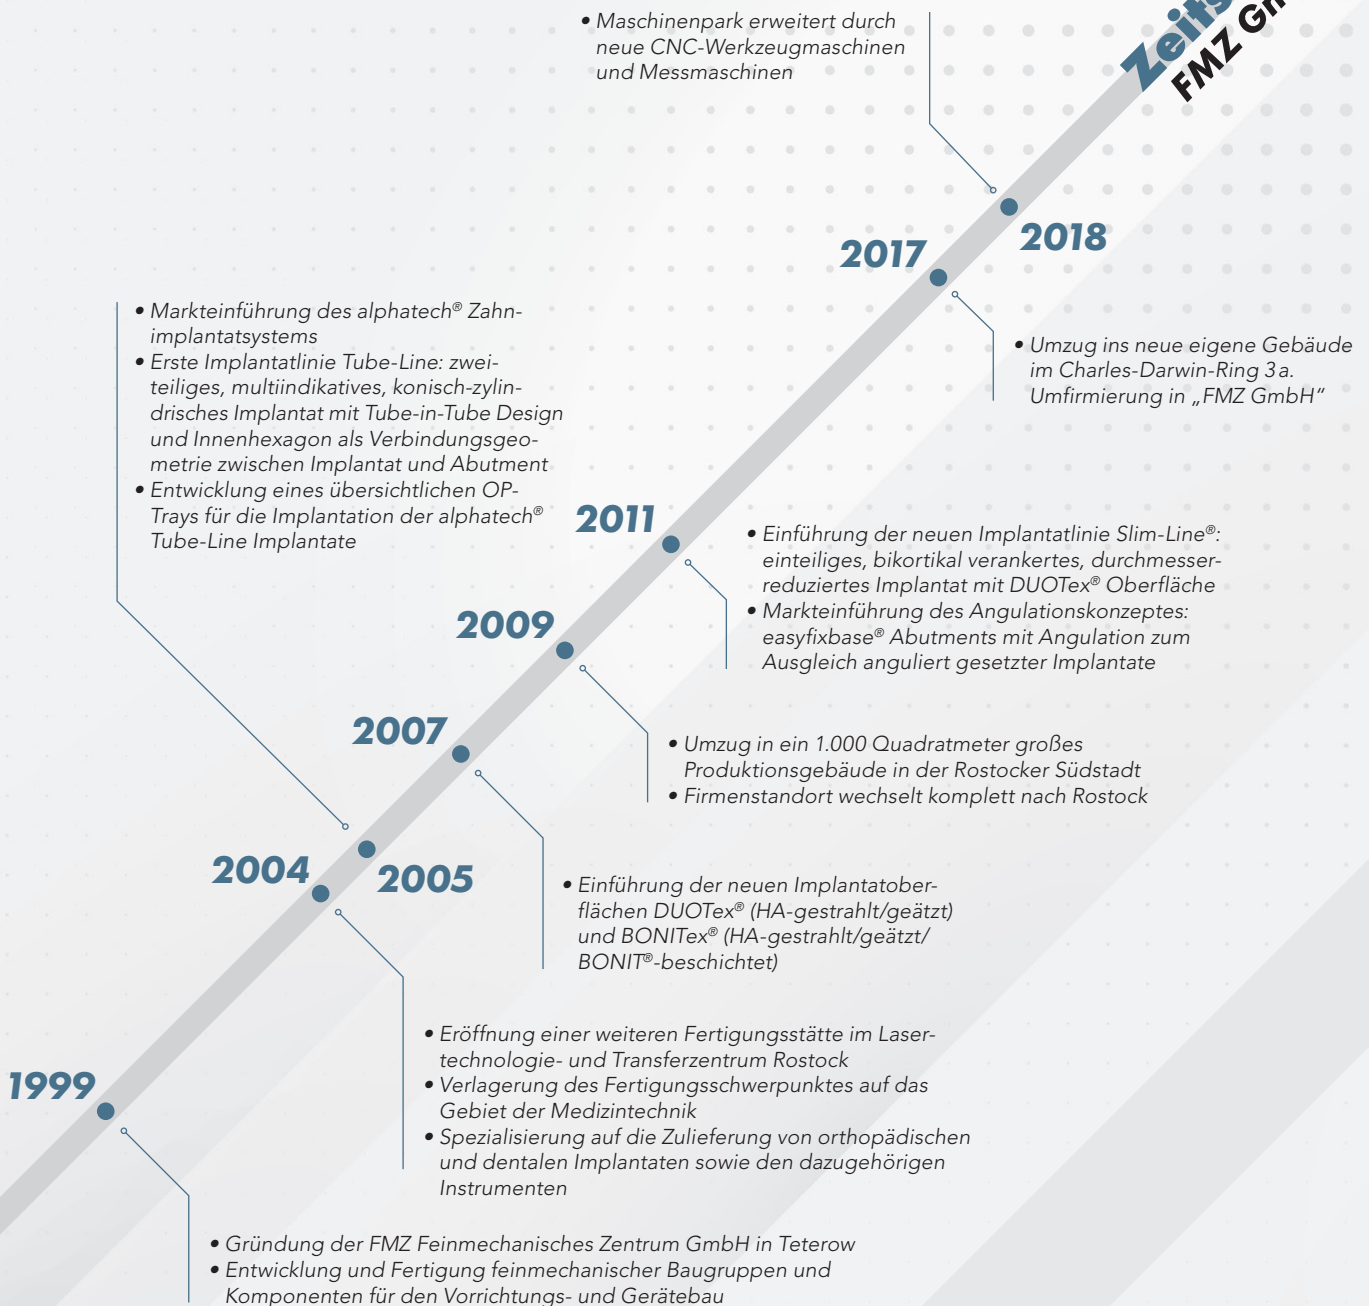 • Maschinenpark erweitert durch
neue CNC-Werkzeugmaschinen
und Messmaschinen
2018
2017
• Umzug ins neue eigene Gebäude
im Charles-Darwin-Ring 3 a.
Umfirmierung in „FMZ GmbH“
• Markteinführung des alphatech® Zahn-
implantatsystems
• Erste Implantatlinie Tube-Line: zwei-
teiliges, multiindikatives, konisch-zylin-
drisches Implantat mit Tube-in-Tube Design
und Innenhexagon als Verbindungsgeo-
metrie zwischen Implantat und Abutment
• Entwicklung eines übersichtlichen OP-
Trays für die Implantation der alphatech®
Tube-Line Implantate
2011
• Einführung der neuen Implantatlinie Slim-Line®:
einteiliges, bikortikal verankertes, durchmesser-
reduziertes Implantat mit DUOTex® Oberfläche
• Markteinführung des Angulationskonzeptes:
easyfixbase® Abutments mit Angulation zum
Ausgleich anguliert gesetzter Implantate
2009
• Umzug in ein 1.000 Quadratmeter großes
Produktionsgebäude in der Rostocker Südstadt
• Firmenstandort wechselt komplett nach Rostock
2007
• Einführung der neuen Implantatober-
flächen DUOTex® (HA-gestrahlt/geätzt)
und BONITex® (HA-gestrahlt/geätzt/
BONIT®-beschichtet)
2004
2005
• Eröffnung einer weiteren Fertigungsstätte im Laser-
technologie- und Transferzentrum Rostock
• Verlagerung des Fertigungsschwerpunktes auf das
Gebiet der Medizintechnik
• Spezialisierung auf die Zulieferung von orthopädischen
und dentalen Implantaten sowie den dazugehörigen
Instrumenten
1999
• Gründung der FMZ Feinmechanisches Zentrum GmbH in Teterow
• Entwicklung und Fertigung feinmechanischer Baugruppen und
Komponenten für den Vorrichtungs- und Gerätebau
FMZ